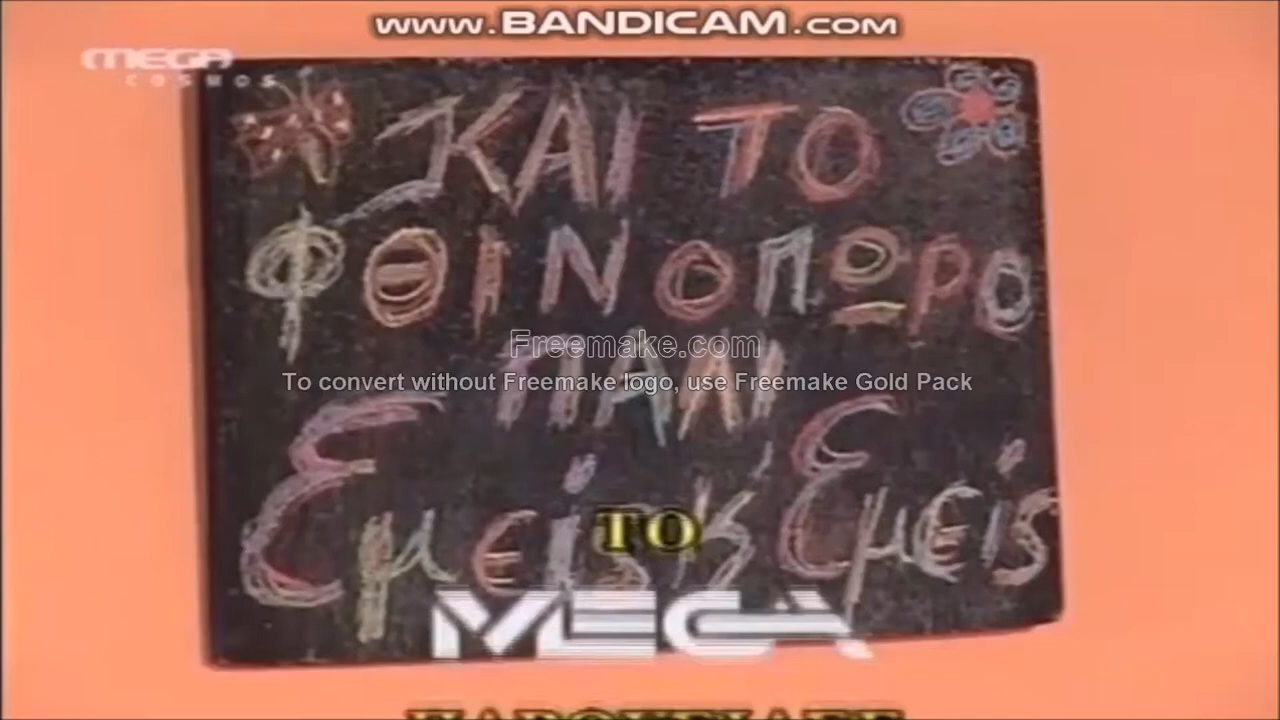 www.BANDICAM.com
MEGA
COSMOS
ΚΑΙ ΤΟ
ΦΘΙΝΟΠΩΡΟ
Freemake.com
ΠΑΛΙ
To convert without Freemake logo, use Freemake Gold Pack
Εμείς κ' Εμείς
ΤΟ
MEGA